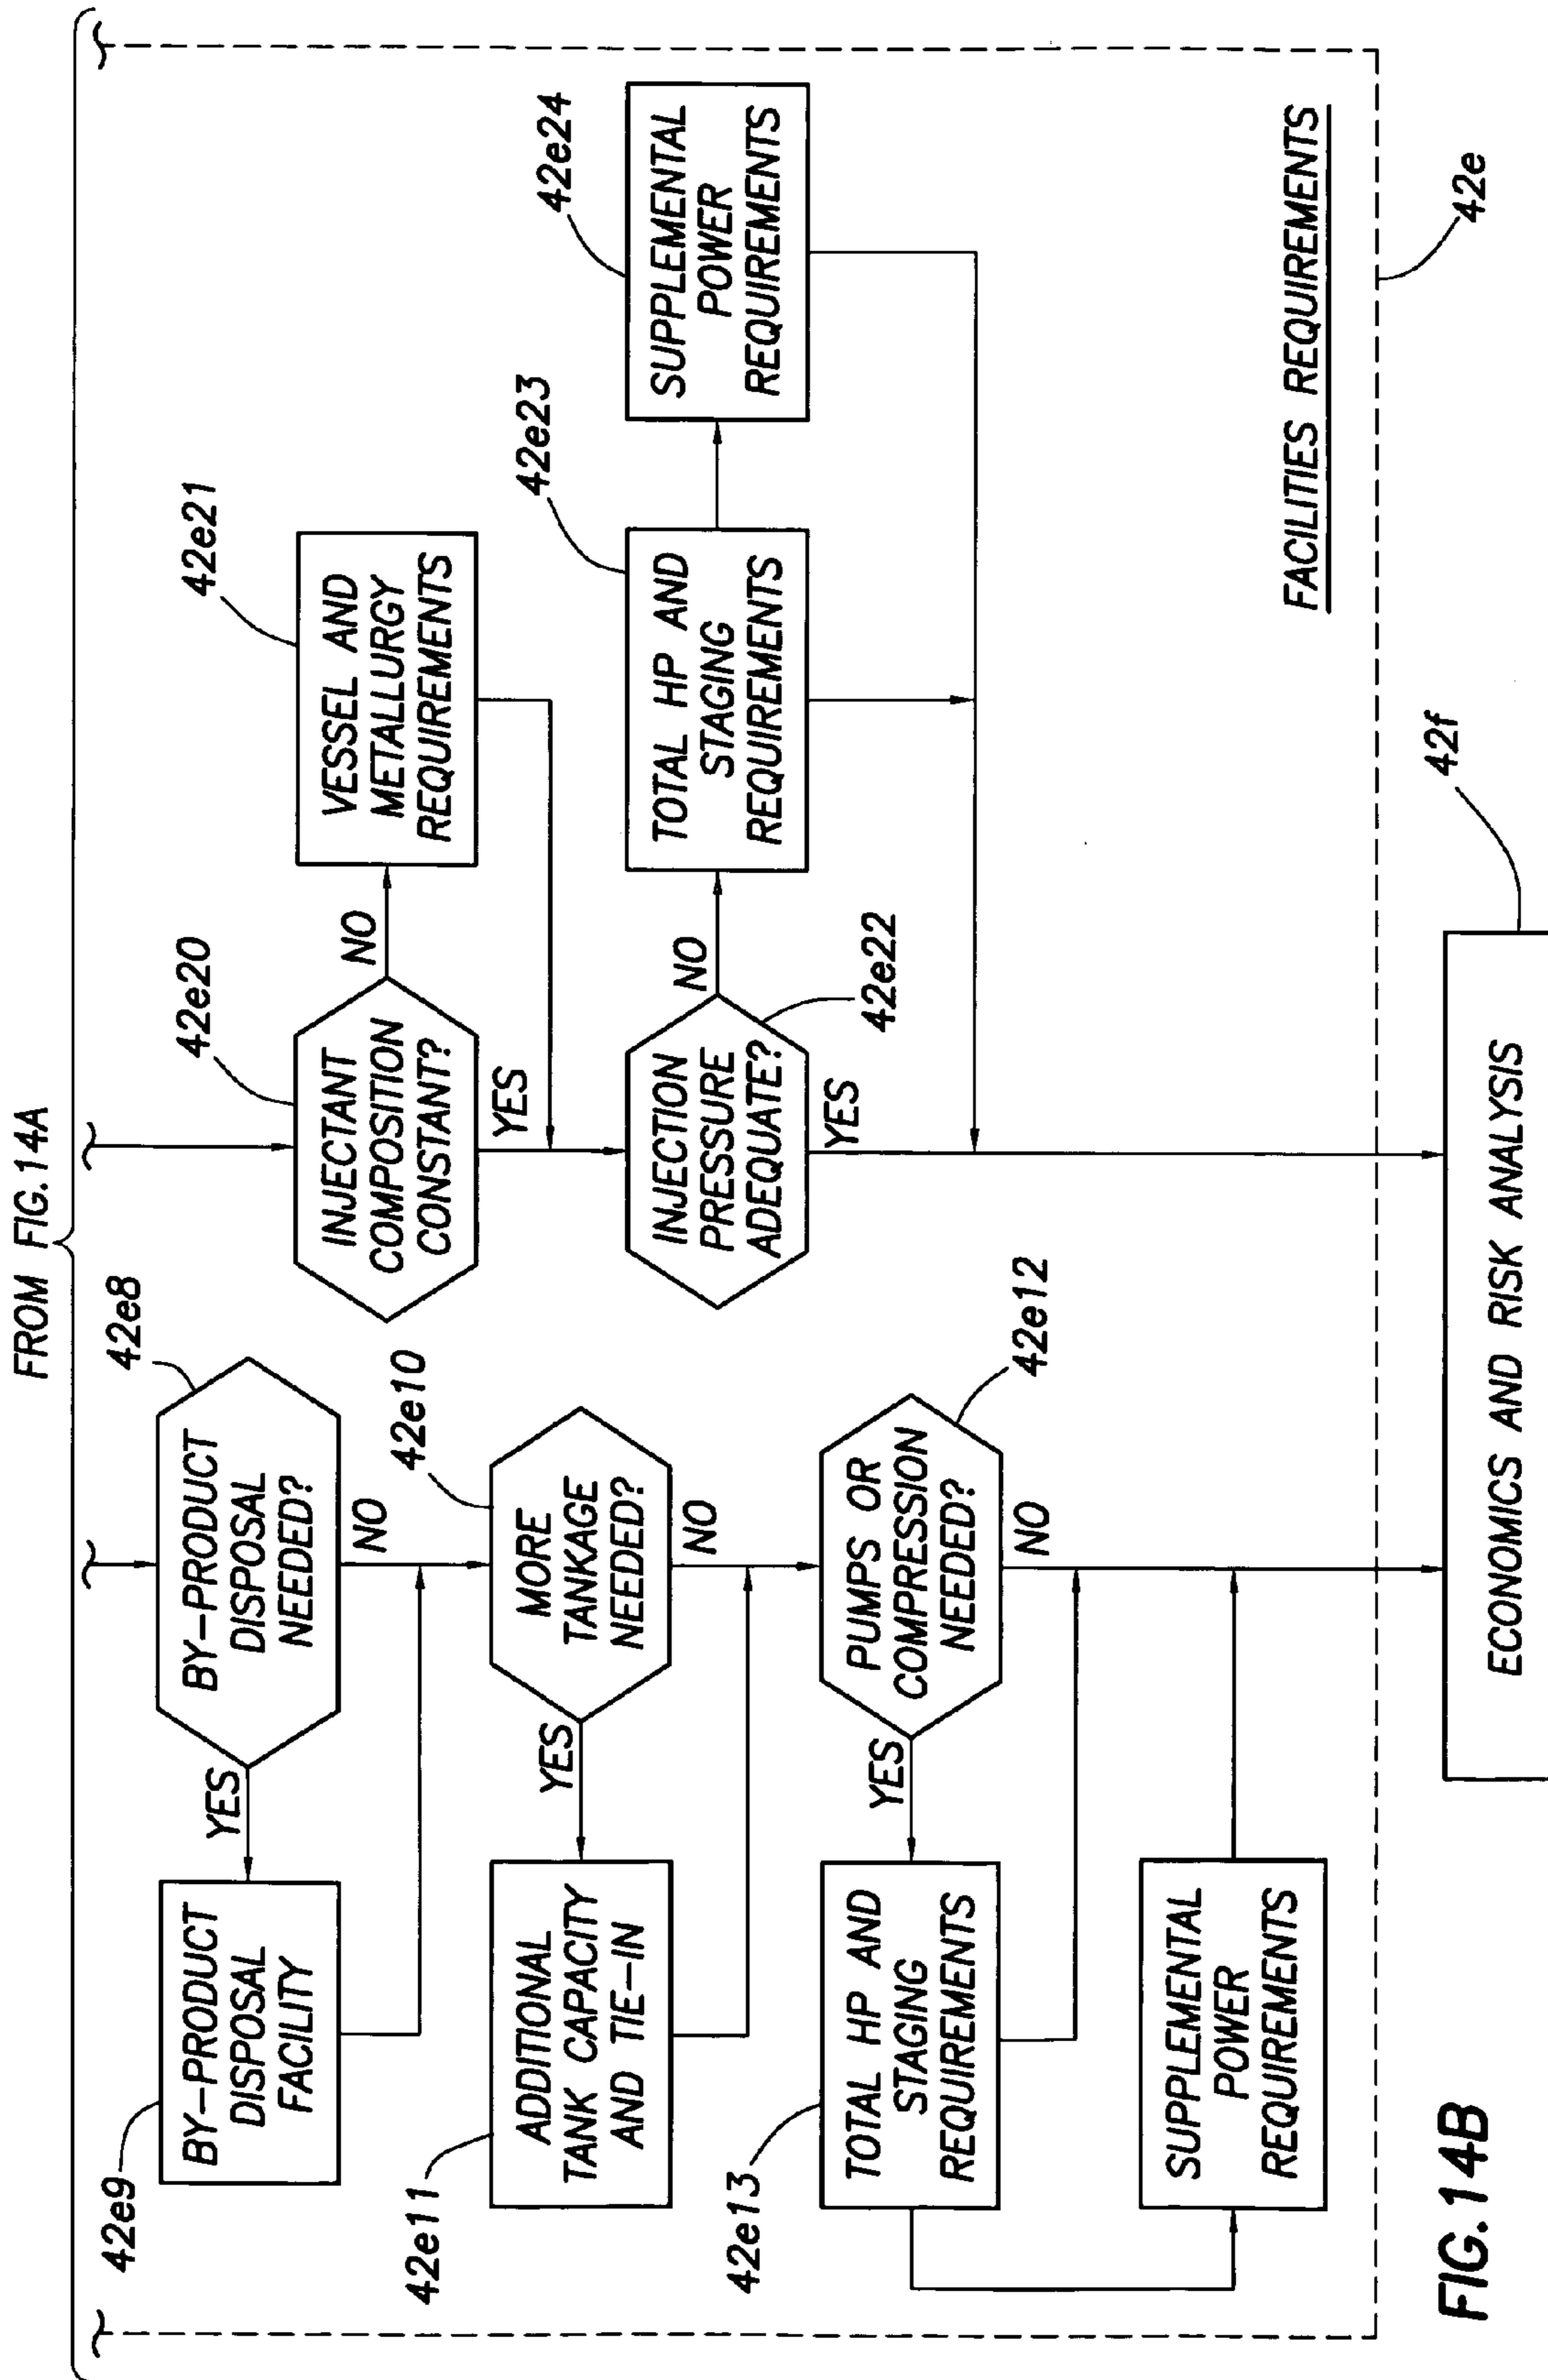 FROM FIG.14A
42e8
BY–PRODUCT
DISPOSAL
NEEDED?
YES
NO
42e9
BY–PRODUCT
DISPOSAL
FACILITY
42e10
MORE
TANKAGE
NEEDED?
YES
NO
42e11
ADDITIONAL
TANK CAPACITY
AND TIE–IN
42e12
PUMPS OR
COMPRESSION
NEEDED?
YES
NO
42e13
TOTAL HP AND
STAGING
REQUIREMENTS
SUPPLEMENTAL
POWER
REQUIREMENTS
42e20
INJECTANT
COMPOSITION
CONSTANT?
NO
YES
42e21
VESSEL AND
METALLURGY
REQUIREMENTS
42e22
INJECTION
PRESSURE
ADEQUATE?
NO
YES
42e23
TOTAL HP AND
STAGING
REQUIREMENTS
42e24
SUPPLEMENTAL
POWER
REQUIREMENTS
FACILITIES REQUIREMENTS
42e
42f
ECONOMICS AND RISK ANALYSIS
FIG.14B